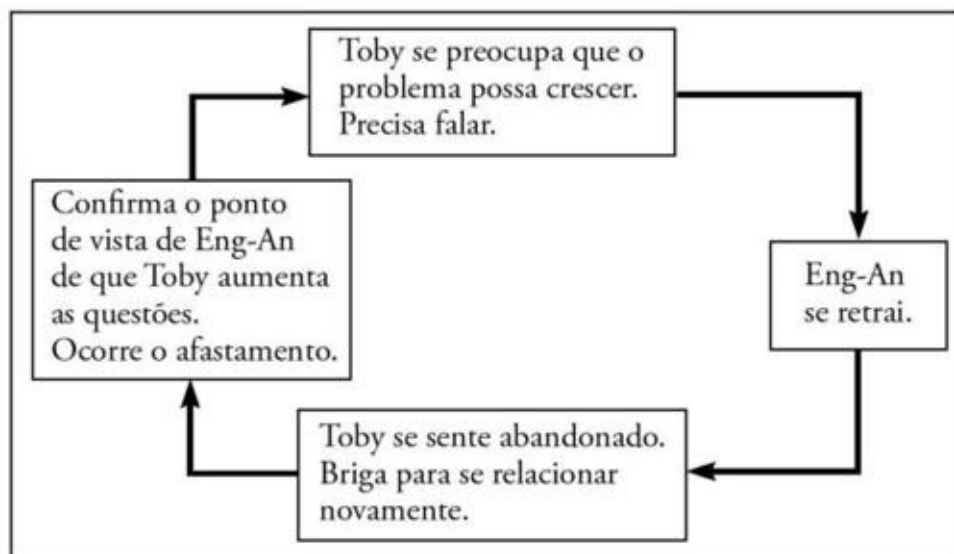 Toby se preocupa que o
problema possa crescer.
Precisa falar.
Eng-An
se retrai.
Toby se sente abandonado.
Briga para se relacionar
novamente.
Confirma o ponto
de vista de Eng-An
de que Toby aumenta
as questões.
Ocorre o afastamento.